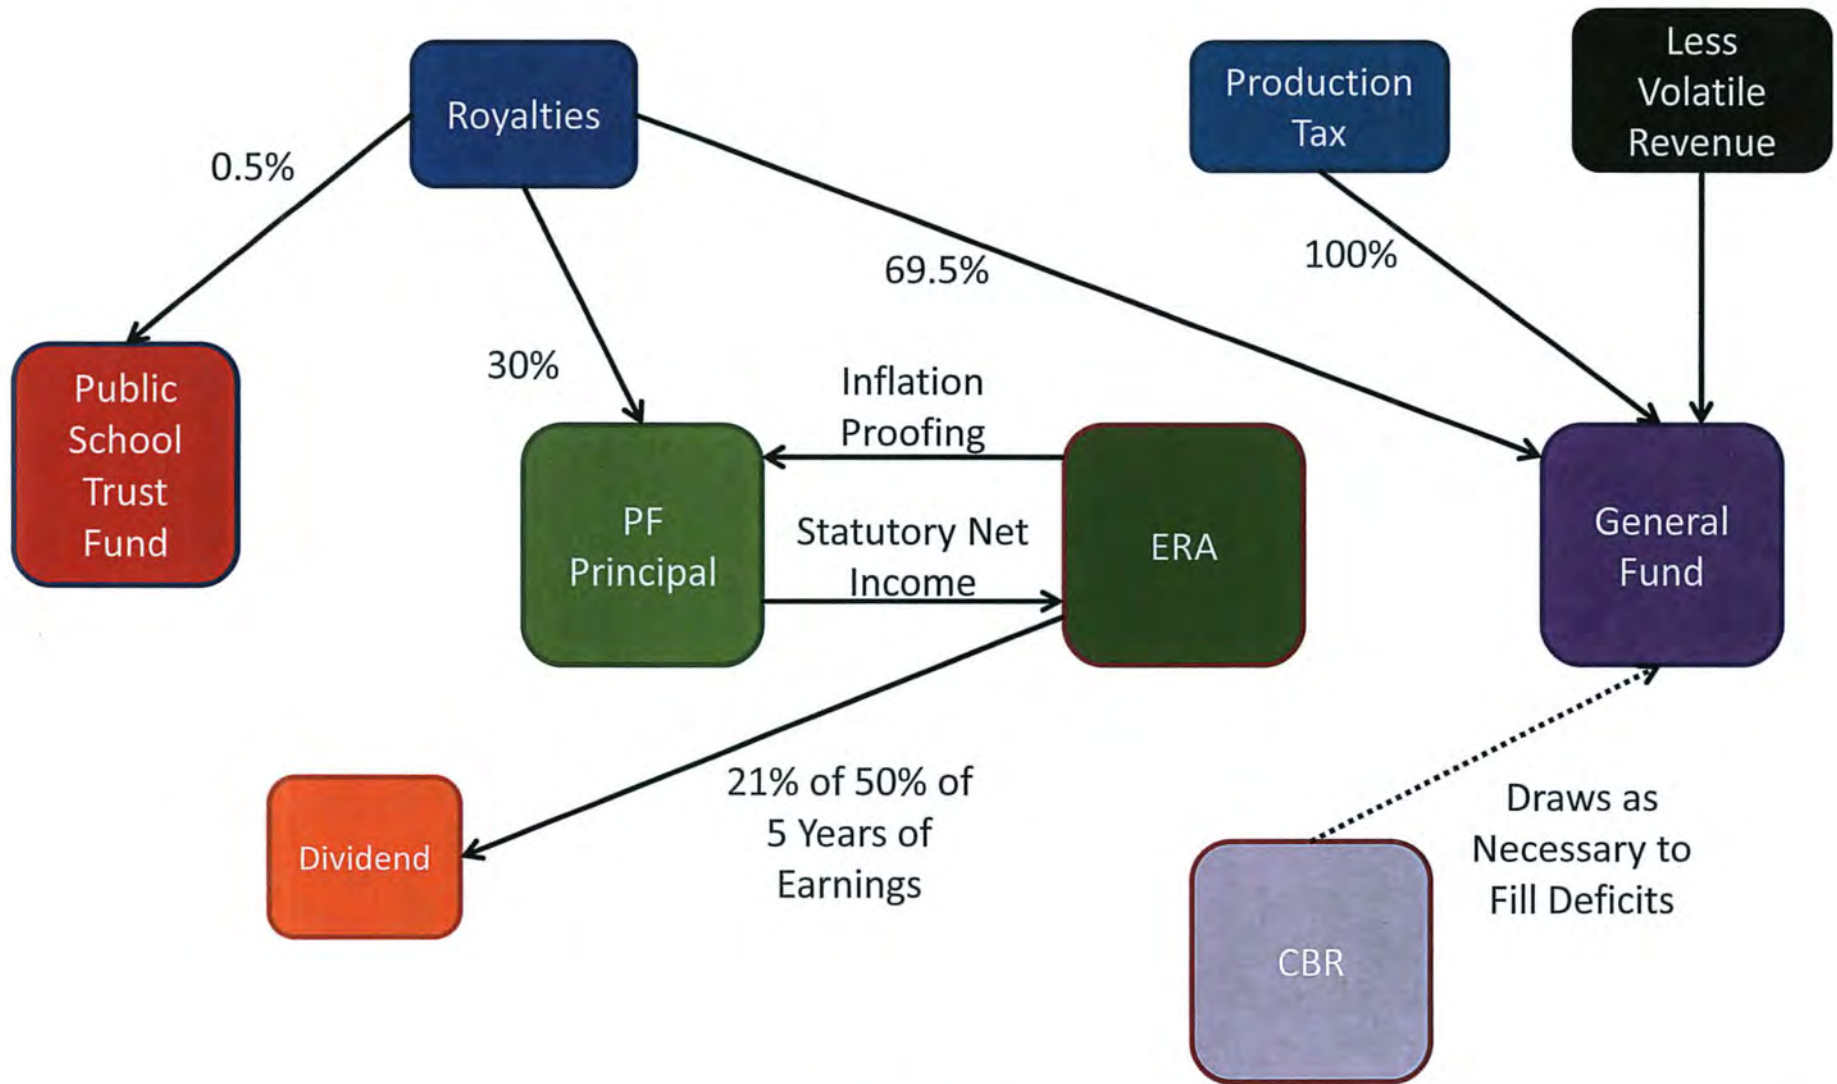 Royalties
Production
Tax
Less
Volatile
Revenue
0.5%
30%
69.5%
100%
Public
School
Trust
Fund
PF
Principal
Inflation
Proofing
Statutory Net
Income
ERA
General
Fund
Dividend
21% of 50% of
5 Years of
Earnings
CBR
Draws as
Necessary to
Fill Deficits